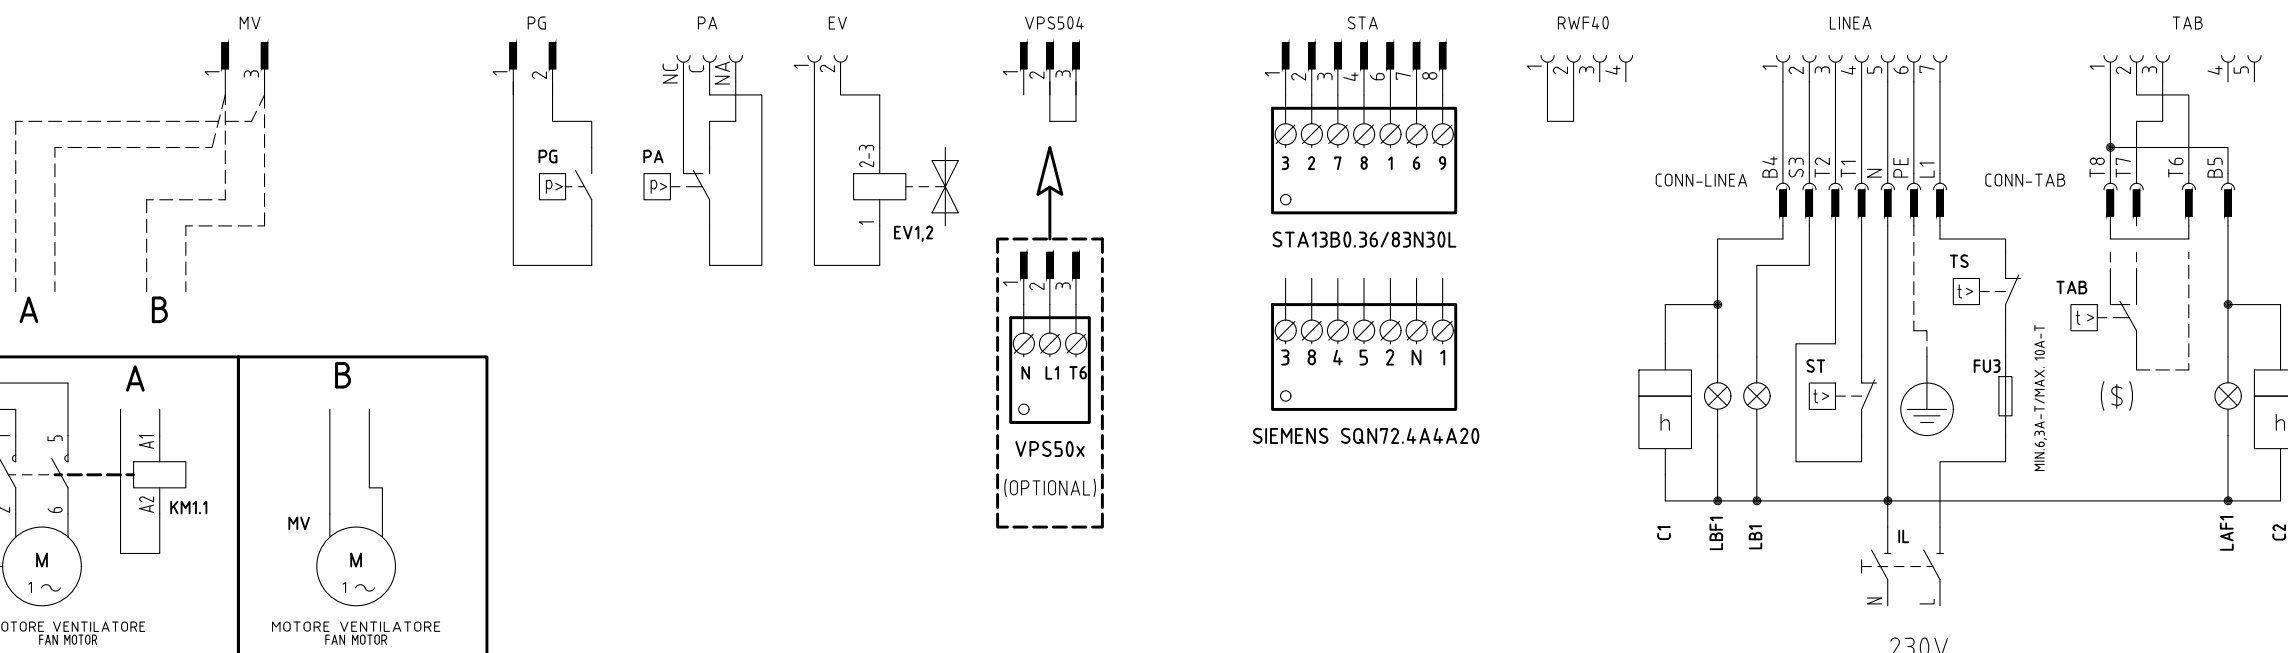 MV PG PA EV VPS504 STA RWF40 LINEA TAB
1 3 1 2 NC C NA 1 2 1 2 3 1 2 3 4 6 7 8 1 2 3 4 1 2 3 4 5 6 7 1 2 3 4 5
PG PA 2-3 3 2 7 8 1 6 9 CONN-LINEA B4 S3 T2 T1 N PE L1 CONN-TAB T8 T7 T6 B5
P> P> 1 EV1,2
STA13B0.36/83N30L
A B 1 2 3 TS t> TAB t>
N L1 T6 3 8 4 5 2 N 1 ST t> FU3 MIN.6,3A-T/MAX. 10A-T ($)
VPS50x SIEMENS SQN72.4A4A20 h h
(OPTIONAL)
A B
1 5 A1
2 6 A2 KM1.1 MV
C1 LBF1 LB1 IL LAF1 C2
M M
1 1
N L
OTORE VENTILATORE MOTORE VENTILATORE
FAN MOTOR FAN MOTOR
230V